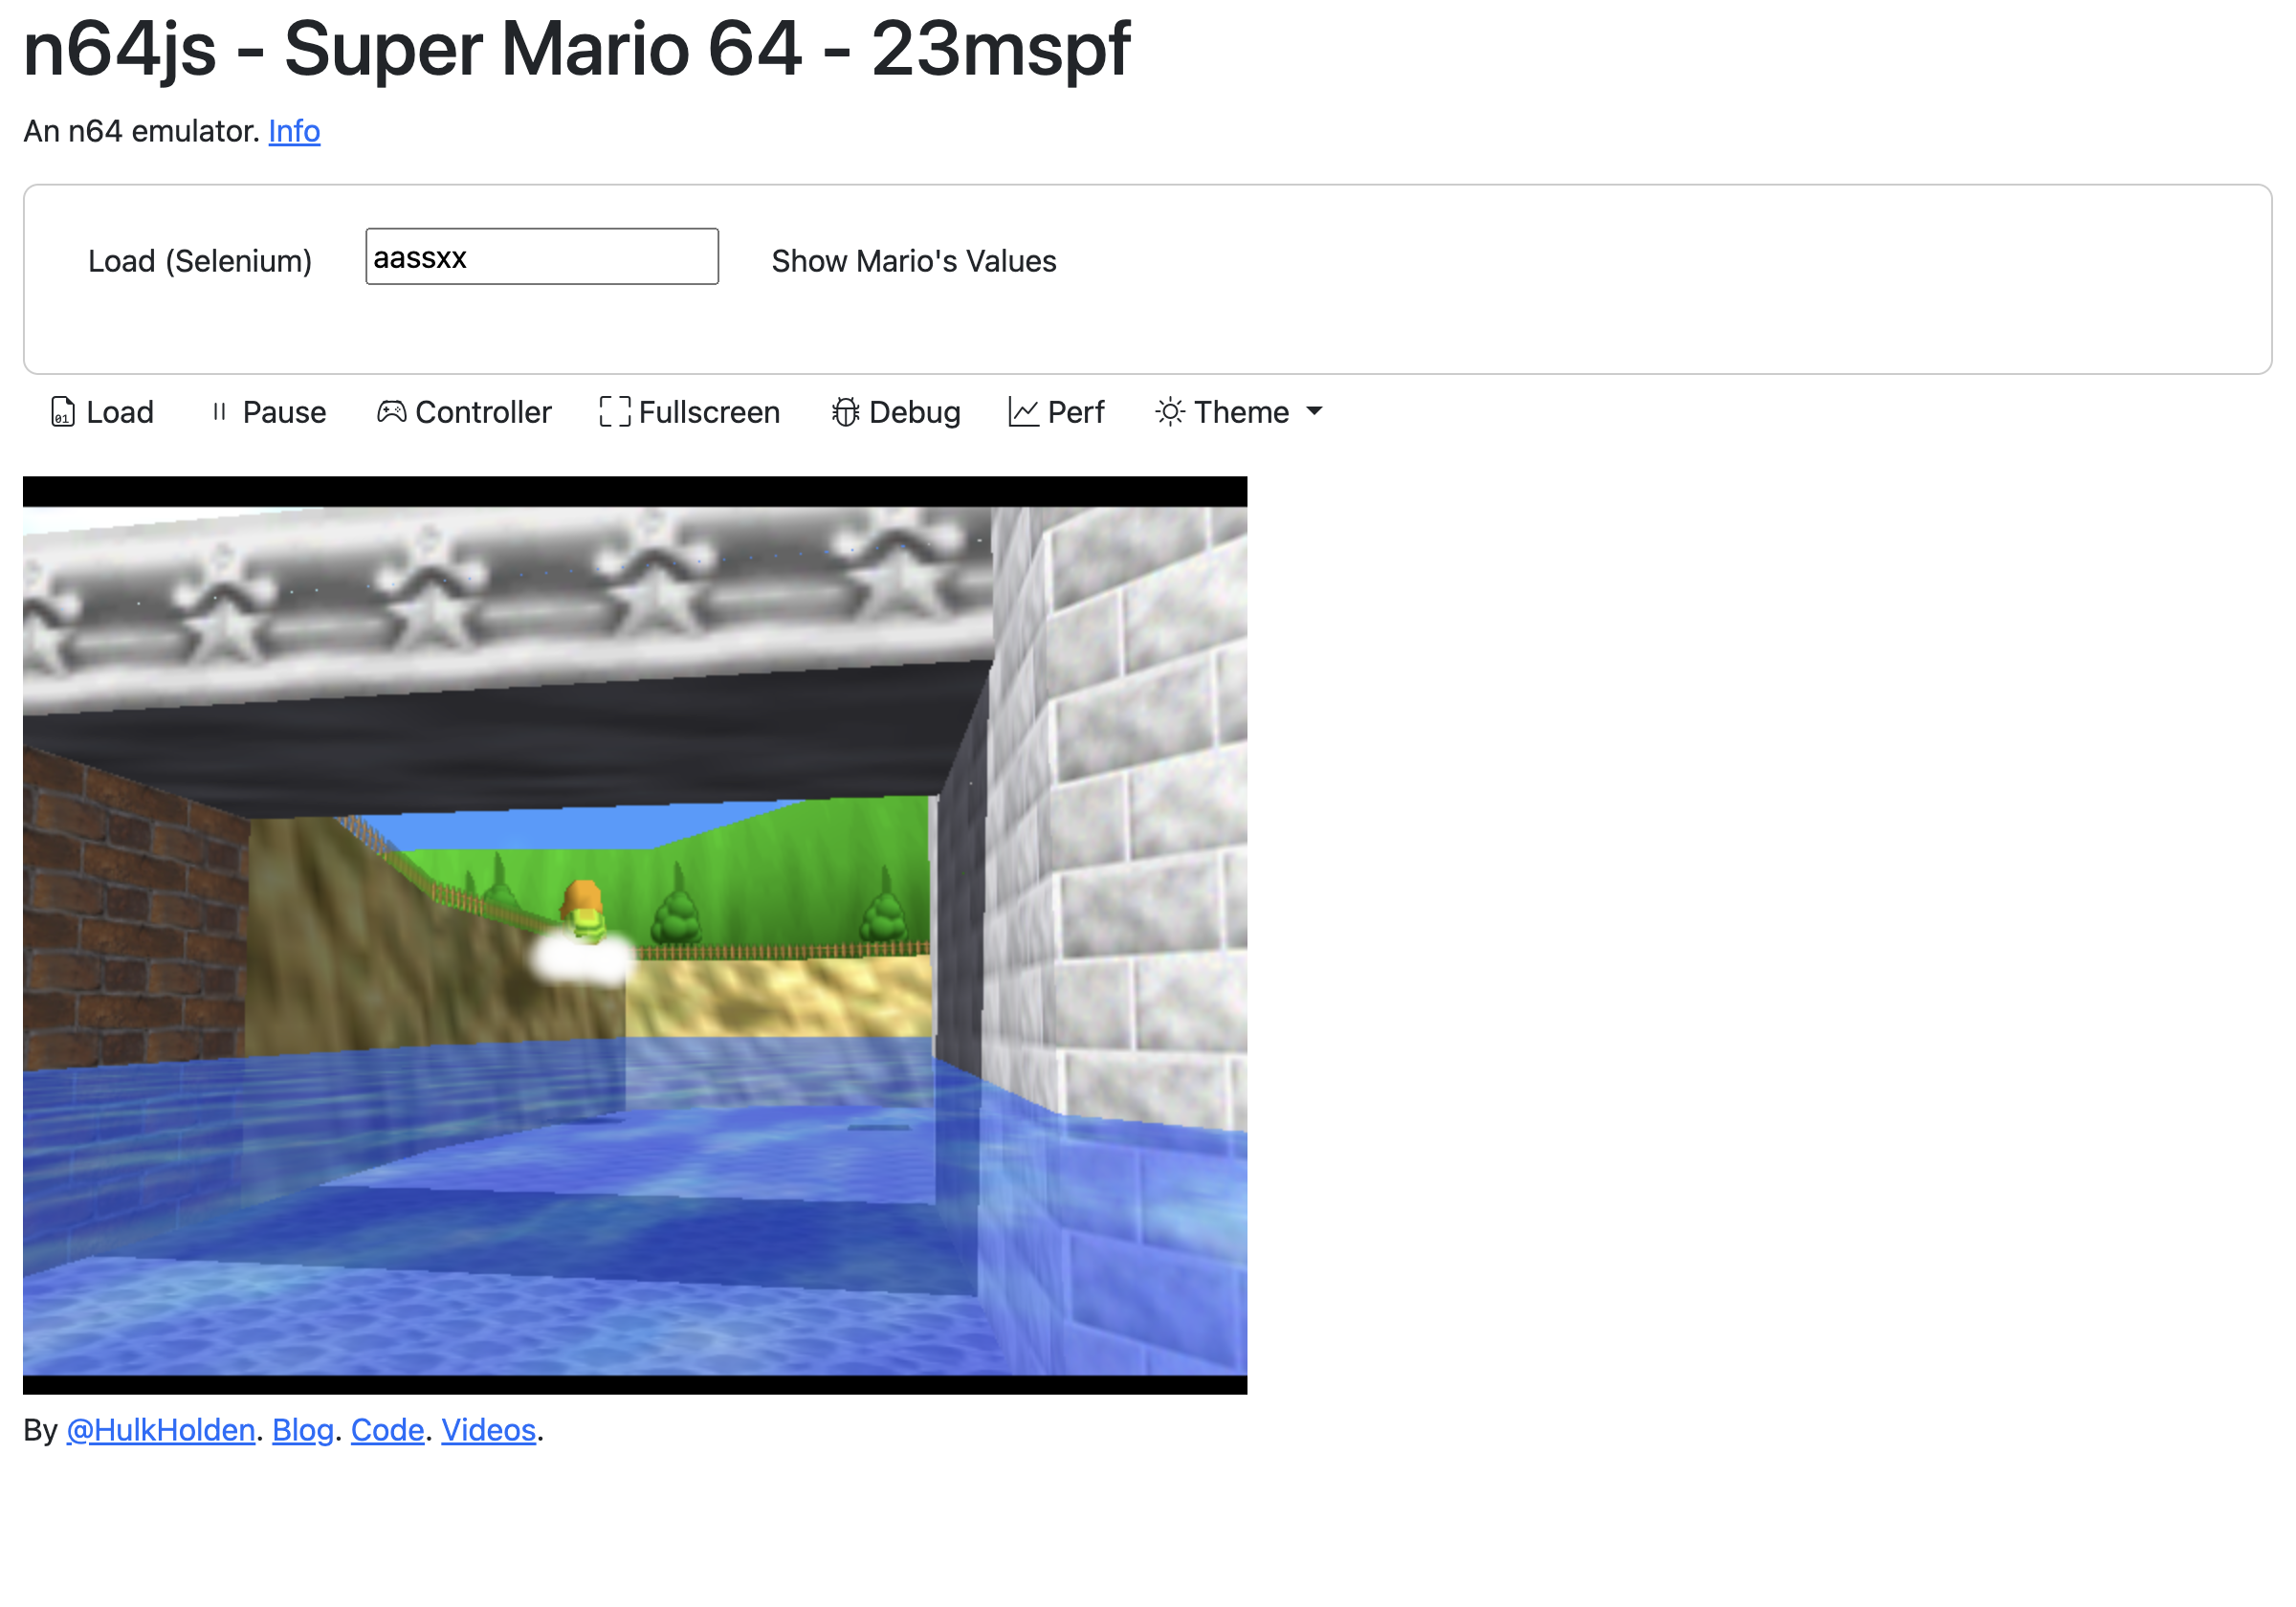 n64js - Super Mario 64 - 23mspf
An n64 emulator. Info
Load (Selenium) aassxx Show Mario's Values
01 Load Pause Controller Fullscreen Debug Perf Theme
By @HulkHolden. Blog. Code. Videos.